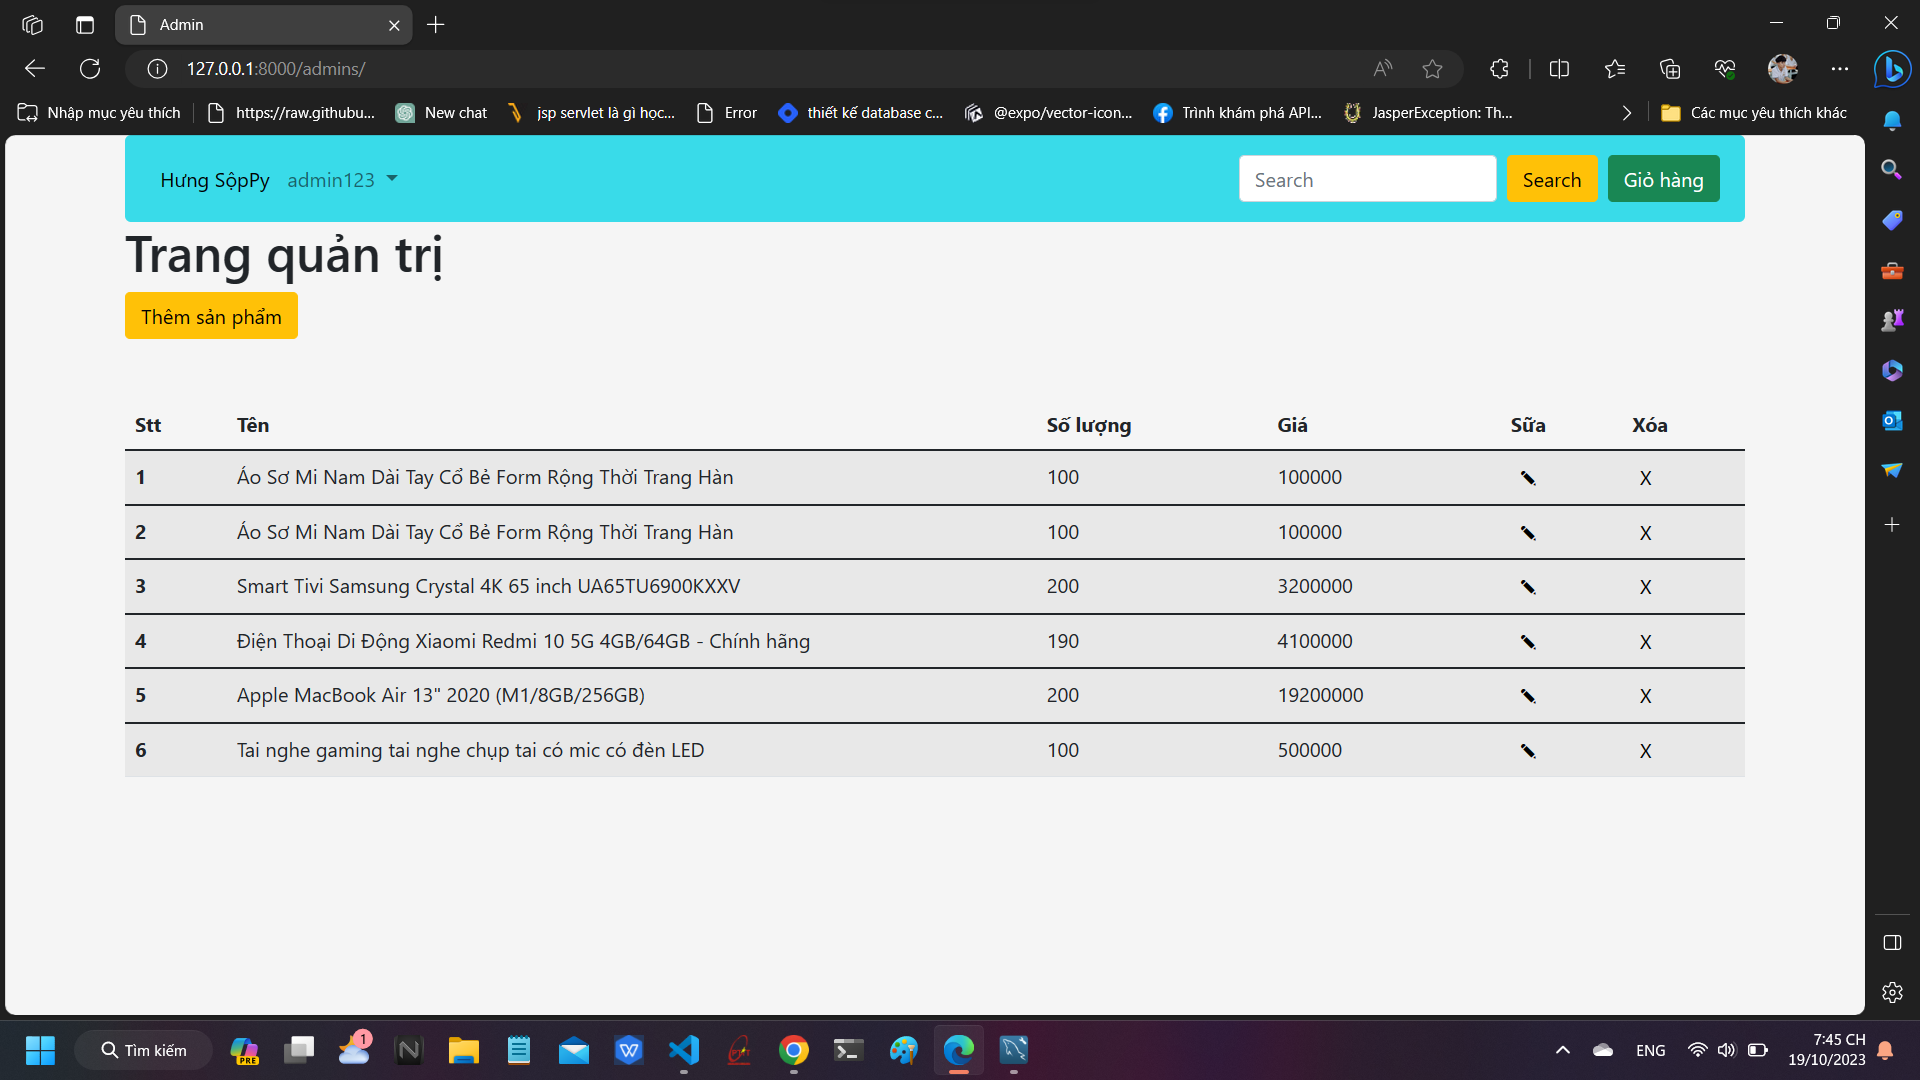 Admin
127.0.0.1:8000/admins/
Nhập mục yêu thích
https://raw.githubu...
New chat
jsp servlet là gì học...
Error
thiết kế database c...
@expo/vector-icon...
Trình khám phá API...
JasperException: Th...
Các mục yêu thích khác
Hưng SộpPy admin123
Search
Search
Giỏ hàng
Trang quản trị
Thêm sản phẩm
Stt Tên Số lượng Giá Sữa Xóa
1 Áo Sơ Mi Nam Dài Tay Cổ Bẻ Form Rộng Thời Trang Hàn 100 100000 X
2 Áo Sơ Mi Nam Dài Tay Cổ Bẻ Form Rộng Thời Trang Hàn 100 100000 X
3 Smart Tivi Samsung Crystal 4K 65 inch UA65TU6900KXXV 200 3200000 X
4 Điện Thoại Di Động Xiaomi Redmi 10 5G 4GB/64GB - Chính hãng 190 4100000 X
5 Apple MacBook Air 13" 2020 (M1/8GB/256GB) 200 19200000 X
6 Tai nghe gaming tai nghe chụp tai có mic có đèn LED 100 500000 X
Tìm kiếm
PRE
1
ENG
7:45 CH
19/10/2023